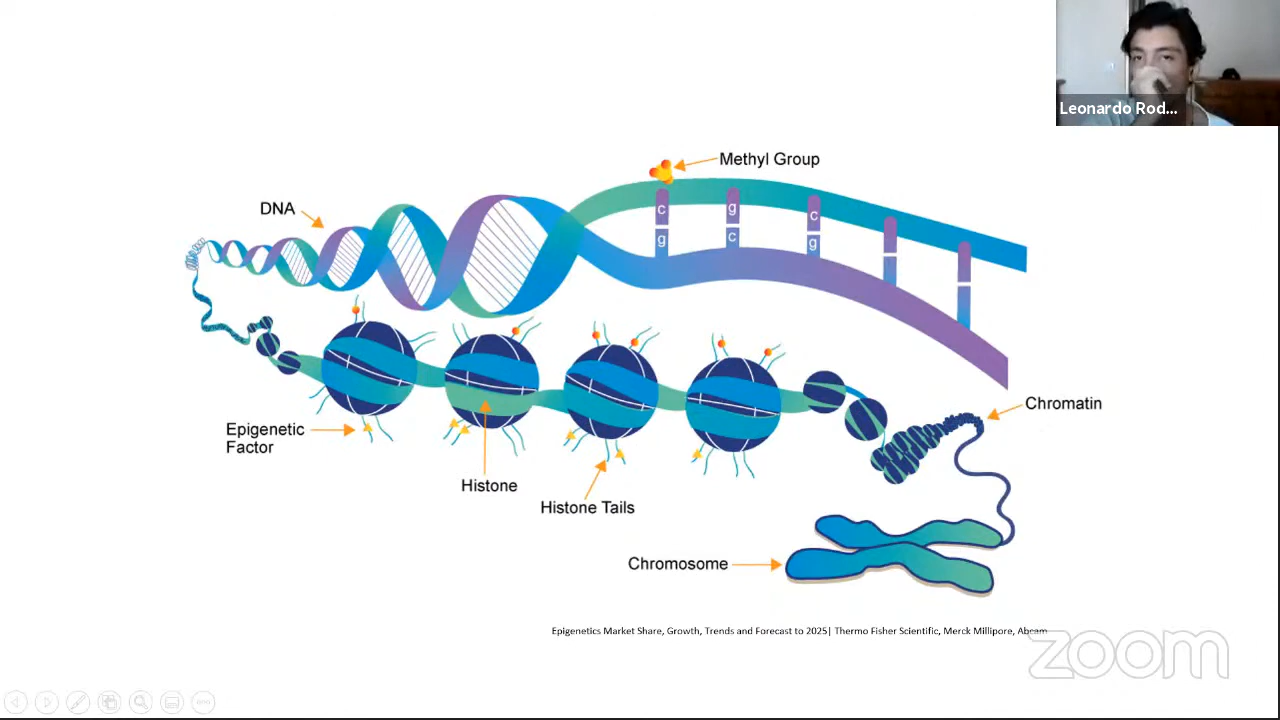 Leonardo Rod...
Methyl Group
DNA
c
g
c
g
c
g
Chromatin
Epigenetic
Factor
Histone
Histone Tails
Chromosome
Epigenetics Market Share, Growth, Trends and Forecast to 2025| Thermo Fisher Scientific, Merck Millipore, Abcam
zoom